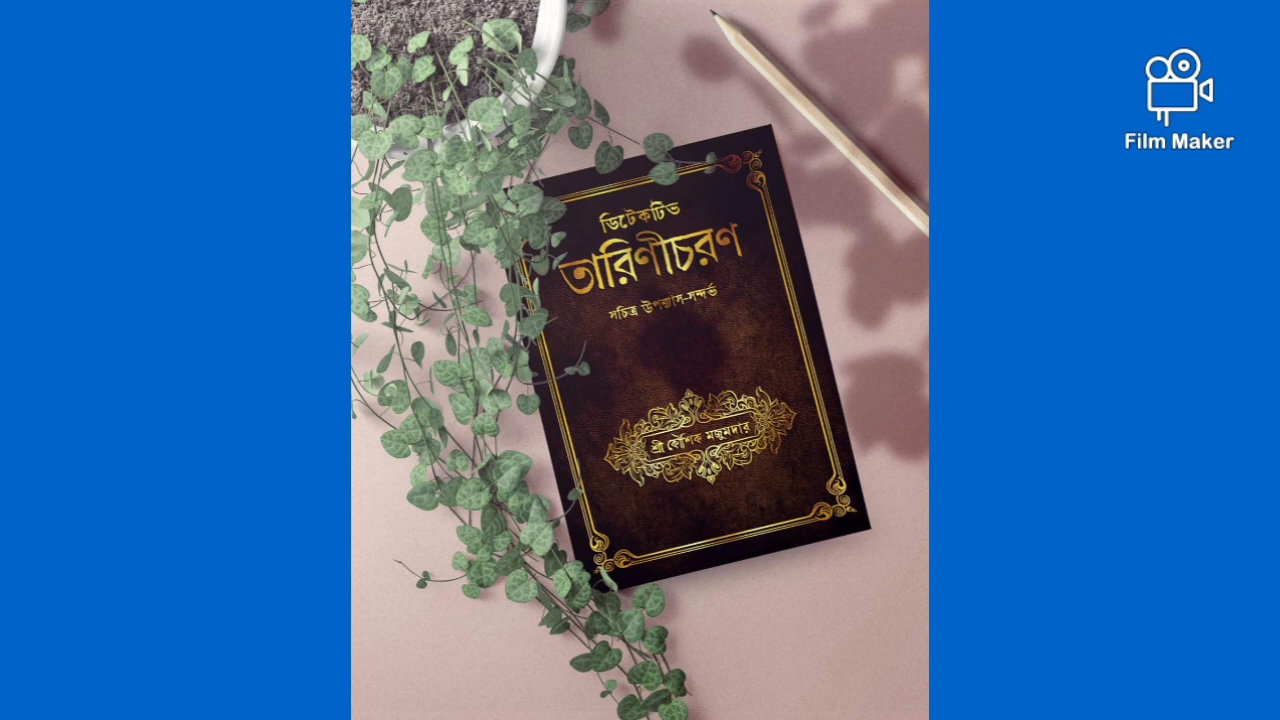 ডিটেকটিভ
তারিণীচরণ
সচিত্র উপন্যাস-সন্দর্ভ
শ্রী কৌশিক মজুমদার
Film Maker